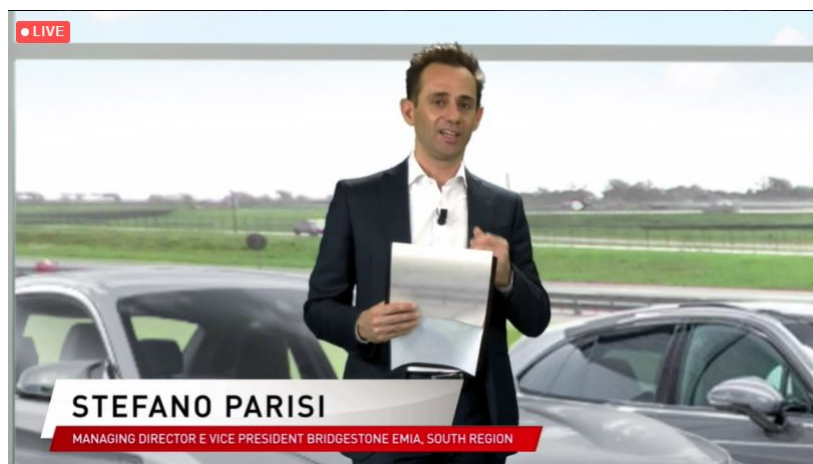 LIVE
STEFANO PARISI
MANAGING DIRECTOR E VICE PRESIDENT BRIDGESTONE EMIA, SOUTH REGION